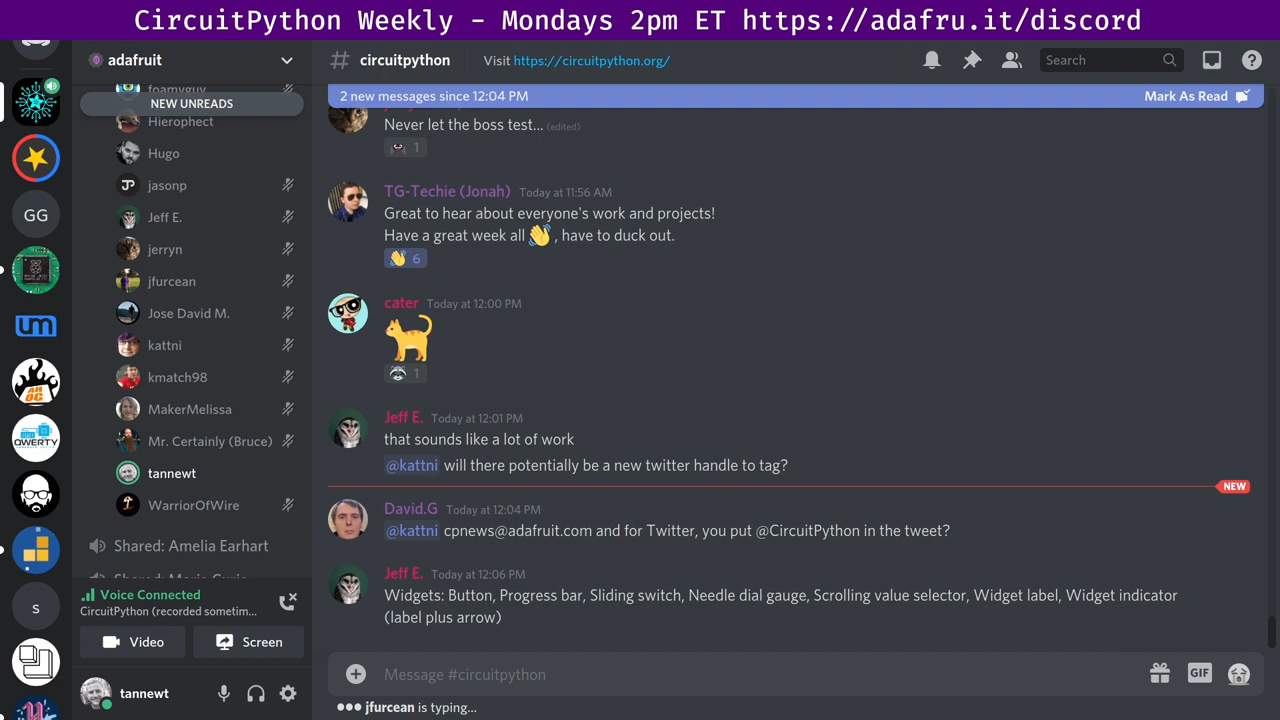 CircuitPython Weekly - Mondays 2pm ET https://adafru.it/discord
adafruit
foamyguy
NEW UNREADS
Hierophect
Hugo
jasonp
Jeff E.
jerryn
jfurcean
Jose David M.
kattni
kmatch98
MakerMelissa
Mr. Certainly (Bruce)
tannewt
WarriorOfWire
Shared: Amelia Earhart
Shared: Marie Curie
Voice Connected
CircuitPython (recorded sometim...
Video
Screen
tannewt
GG
JP
um
AHOC
QWERTY
s
# circuitpython
Visit https://circuitpython.org/
Search
2 new messages since 12:04 PM
Mark As Read
Never let the boss test... (edited)
1
TG-Techie (Jonah) Today at 11:56 AM
Great to hear about everyone's work and projects!
Have a great week all 👋 , have to duck out.
6
cater Today at 12:00 PM
1
Jeff E. Today at 12:01 PM
that sounds like a lot of work
@kattni will there potentially be a new twitter handle to tag?
NEW
David.G Today at 12:04 PM
@kattni cpnews@adafruit.com and for Twitter, you put @CircuitPython in the tweet?
Jeff E. Today at 12:06 PM
Widgets: Button, Progress bar, Sliding switch, Needle dial gauge, Scrolling value selector, Widget label, Widget indicator
(label plus arrow)
Message #circuitpython
GIF
jfurcean is typing...